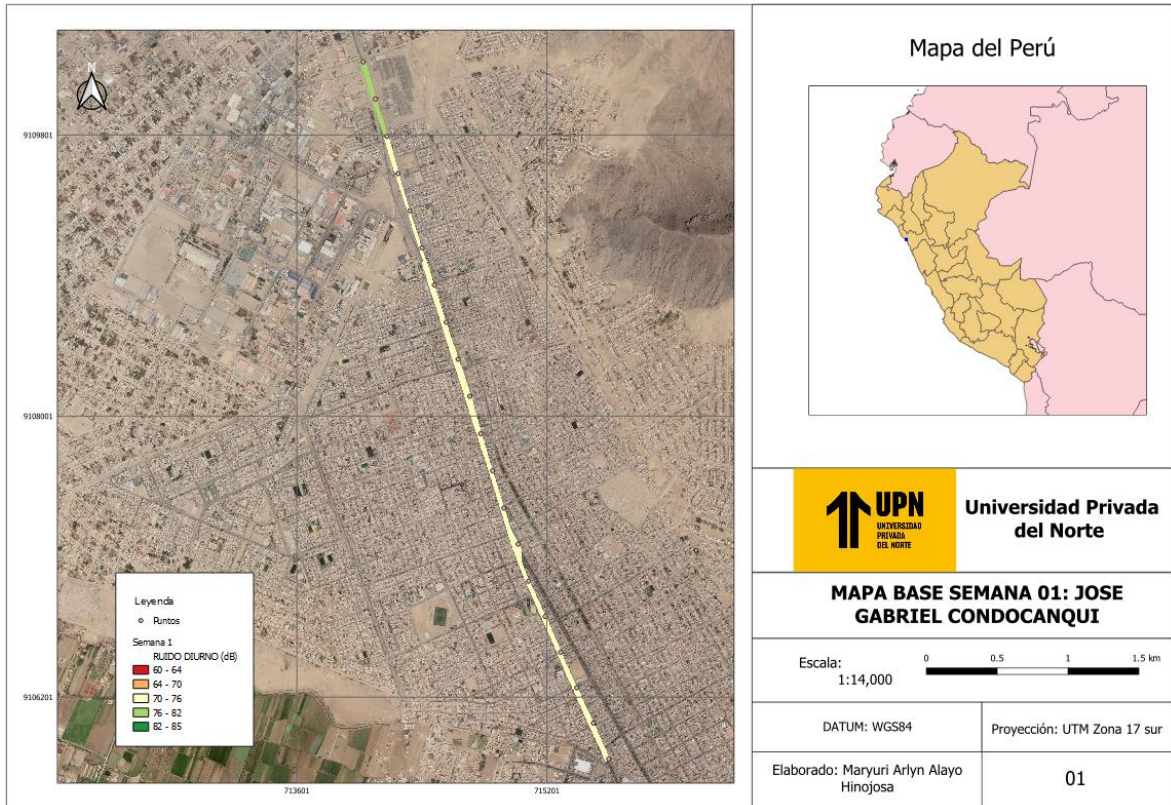 N
9109801
9108001
9106201
713601
715201
Leyenda
Puntos
Semana 1
RUIDO DIURNO (dB)
60 - 64
64 - 70
70 - 76
76 - 82
82 - 85
Mapa del Perú
UPN
UNIVERSIDAD
PRIVADA
DEL NORTE
Universidad Privada
del Norte
MAPA BASE SEMANA 01: JOSE
GABRIEL CONDOCANQUI
Escala:
1:14,000
0 0.5 1 1.5 km
DATUM: WGS84
Proyección: UTM Zona 17 sur
Elaborado: Maryuri Arlyn Alayo
Hinojosa
01